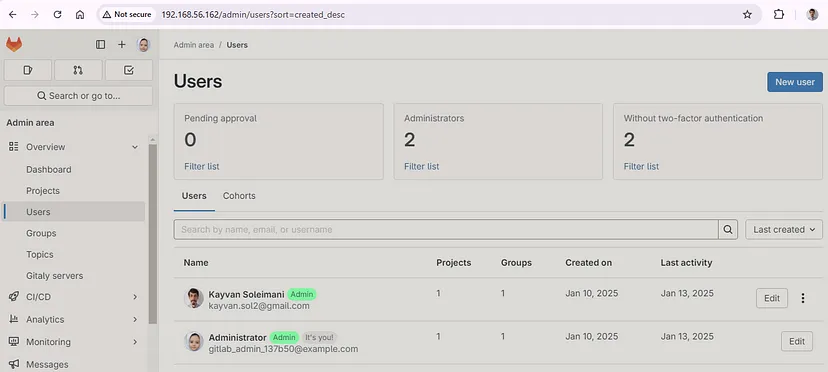 Not secure 192.168.56.162/admin/users?sort=created_desc
Admin area / Users
Search or go to...
Admin area
Overview
Dashboard
Projects
Users
Groups
Topics
Gitaly servers
CI/CD
Analytics
Monitoring
Messages
Users
New user
Pending approval
0
Filter list
Administrators
2
Filter list
Without two-factor authentication
2
Filter list
Users Cohorts
Search by name, email, or username
Last created
Name Projects Groups Created on Last activity
Kayvan Soleimani Admin 1 1 Jan 10, 2025 Jan 13, 2025 Edit
kayvan.sol2@gmail.com
Administrator Admin It's you! 1 1 Jan 10, 2025 Jan 13, 2025 Edit
gitlab_admin_137b50@example.com